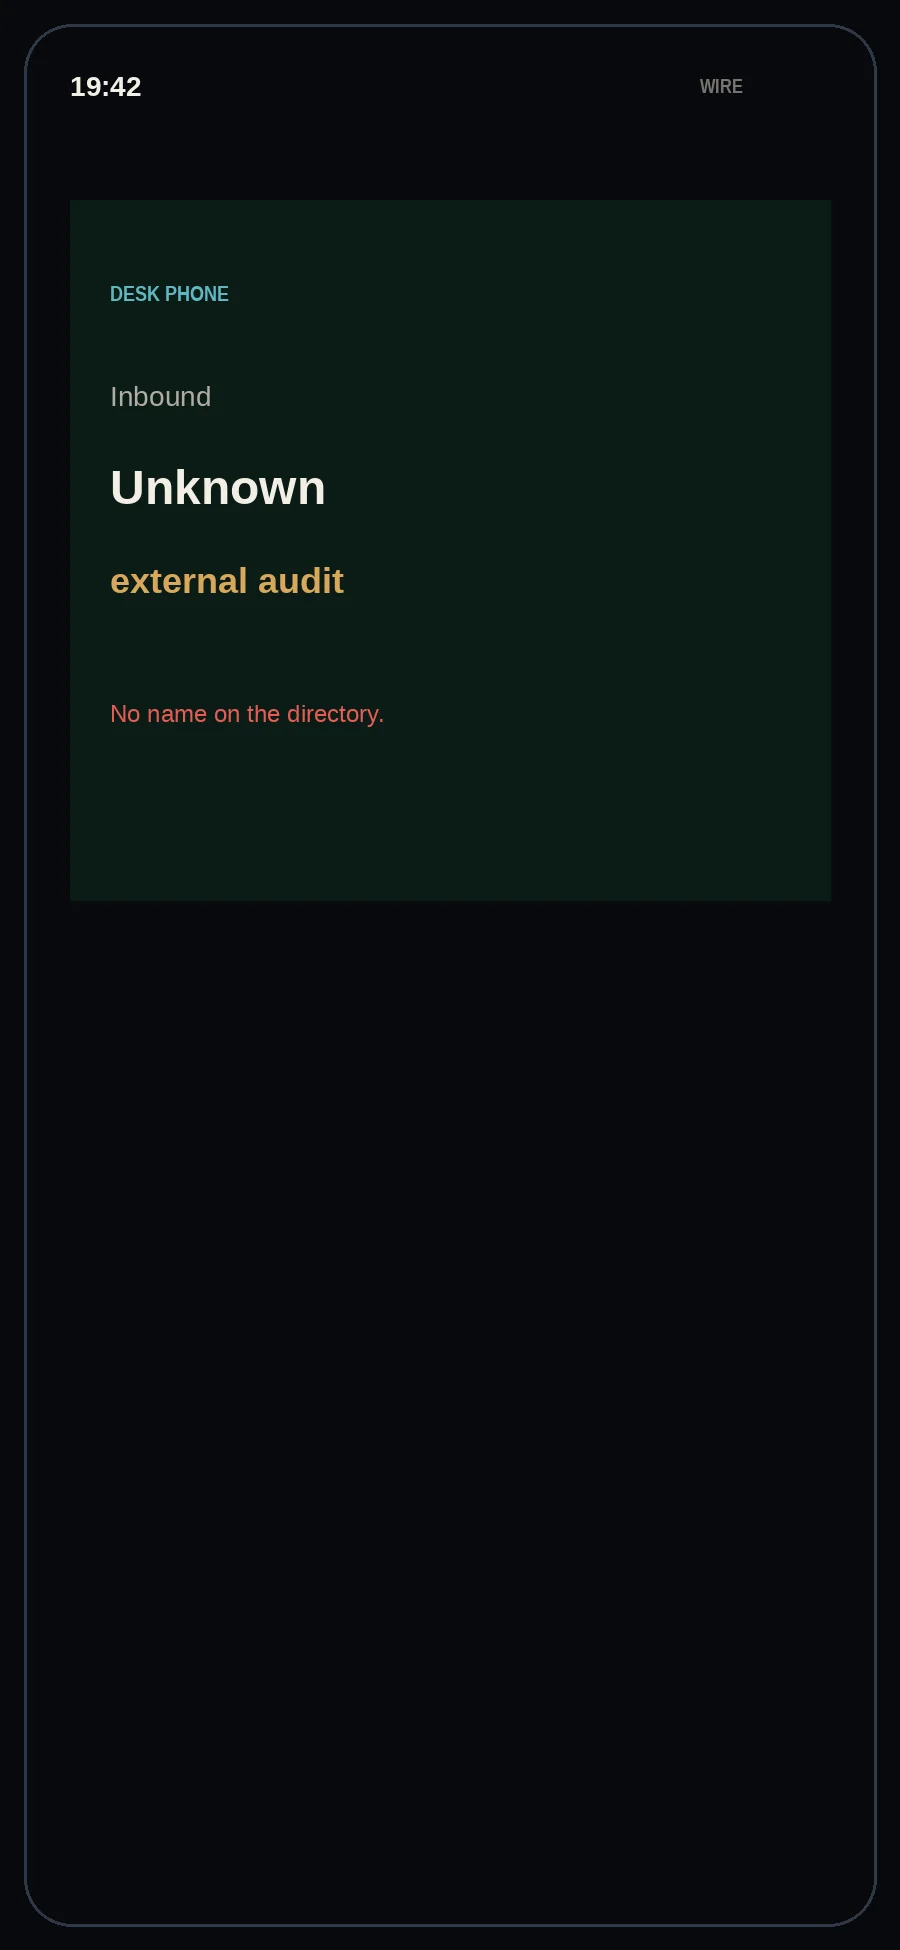 19:42
WIRE
DESK PHONE
Inbound
Unknown
external audit
No name on the directory.